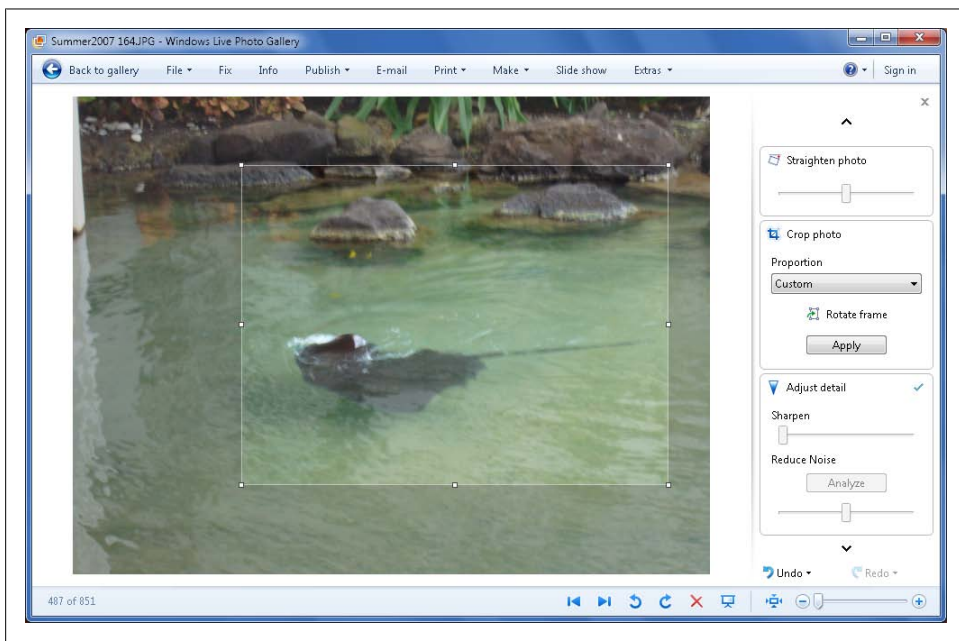 Summer2007 164.JPG - Windows Live Photo Gallery
Back to gallery File Fix Info Publish E-mail Print Make Slide show Extras Sign in
Straighten photo
Crop photo
Proportion
Custom
Rotate frame
Apply
Adjust detail
Sharpen
Reduce Noise
Analyze
Undo Redo
487 of 851